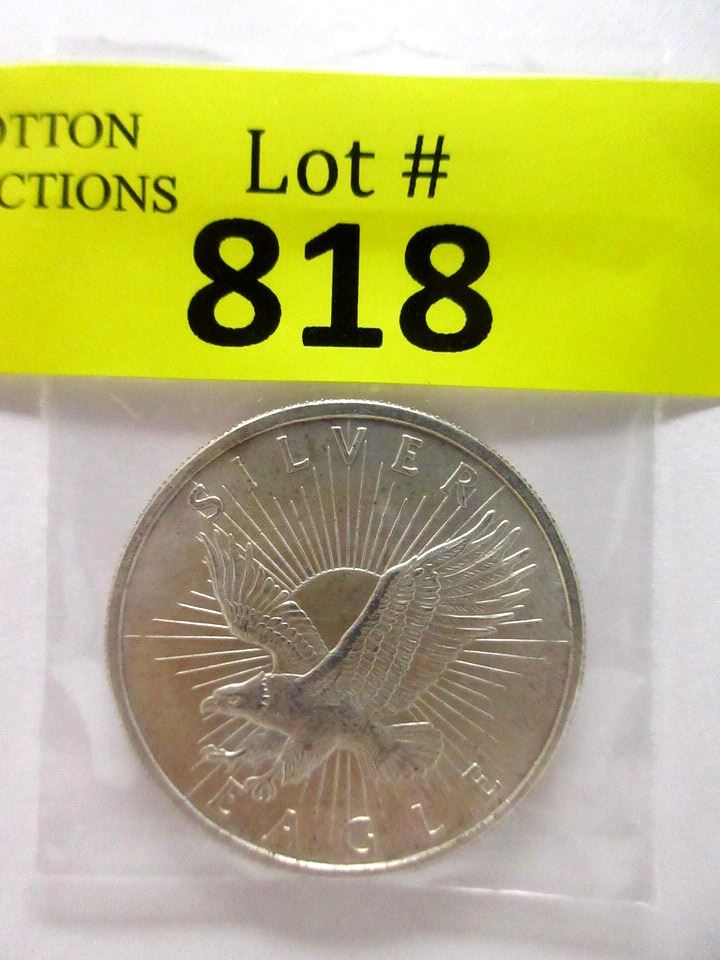 OTTON
CTIONS
Lot #
818
SILVER
EAGLE